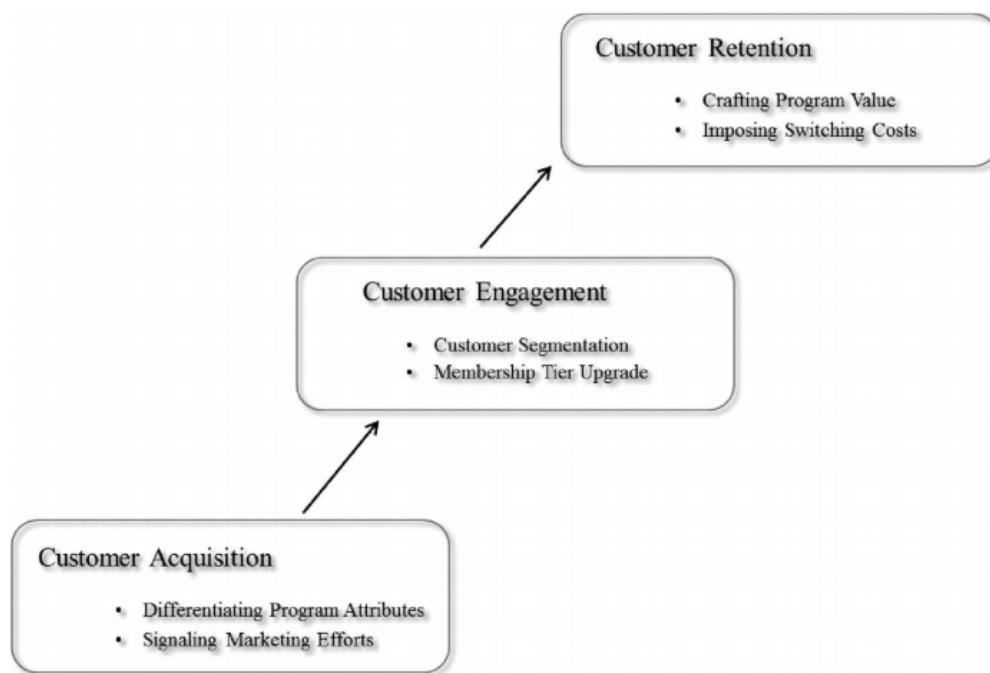 Customer Retention
• Crafting Program Value
• Imposing Switching Costs
Customer Engagement
• Customer Segmentation
• Membership Tier Upgrade
Customer Acquisition
• Differentiating Program Attributes
• Signaling Marketing Efforts